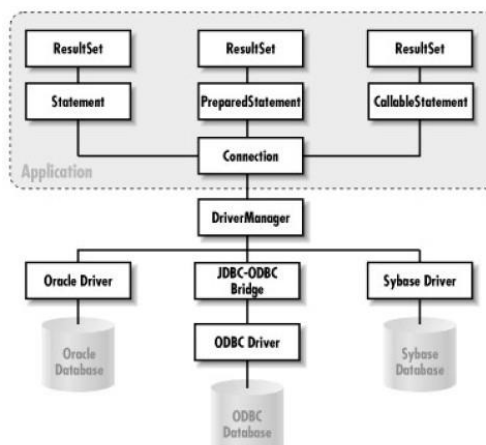 ResultSet
ResultSet
ResultSet
Statement
PreparedStatement
CallableStatement
Connection
Application
DriverManager
Oracle Driver
JDBC-ODBC
Bridge
Sybase Driver
ODBC Driver
Oracle
Database
Sybase
Database
ODBC
Database